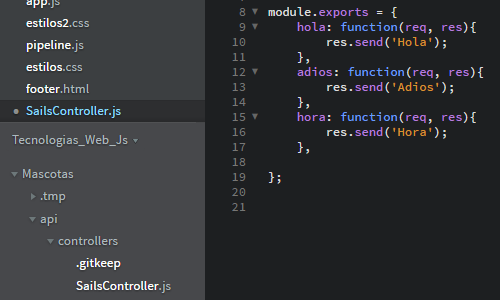 app.js
estilos2.css
pipeline.js
estilos.css
footer.html
SailsController.js
Tecnologias_Web_Js
Mascotas
.tmp
api
controllers
.gitkeep
SailsController.js
8 module.exports = {
9 hola: function(req, res){
10 res.send('Hola');
11 },
12 adios: function(req, res){
13 res.send('Adios');
14 },
15 hora: function(req, res){
16 res.send('Hora');
17 },
18
19 };
20
21